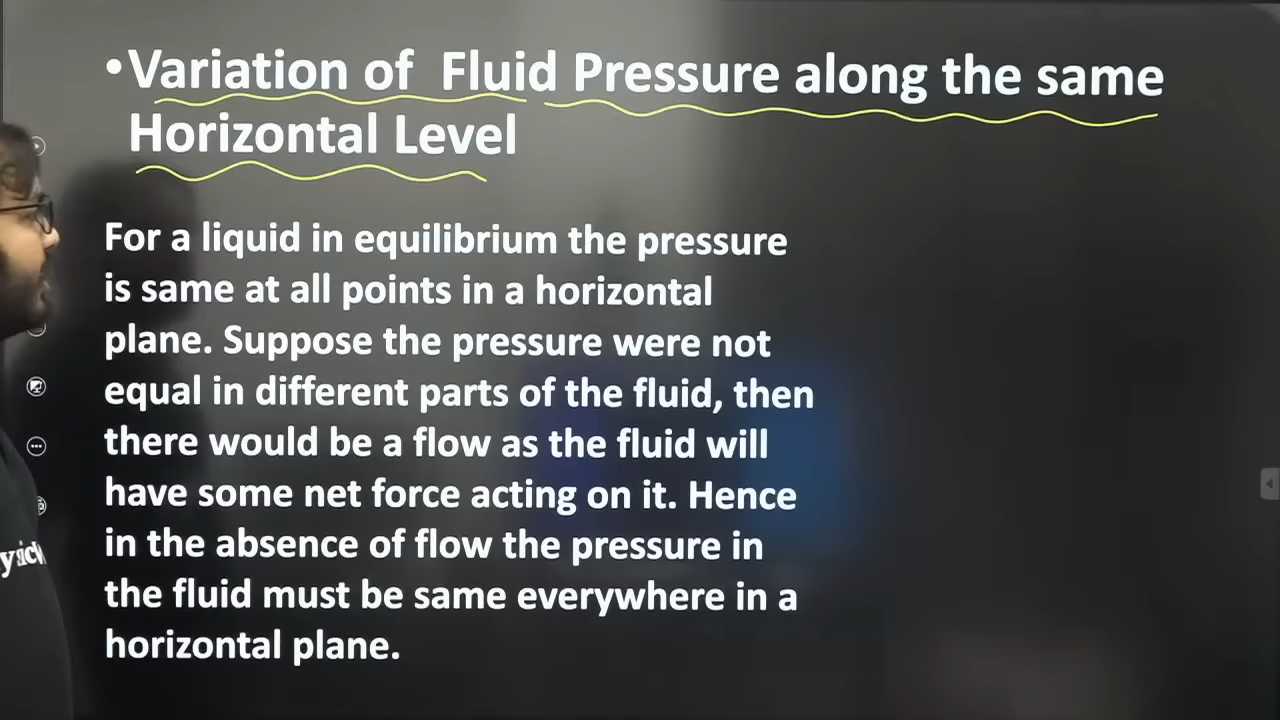 •Variation of Fluid Pressure along the same
Horizontal Level
For a liquid in equilibrium the pressure
is same at all points in a horizontal
plane. Suppose the pressure were not
equal in different parts of the fluid, then
there would be a flow as the fluid will
have some net force acting on it. Hence
in the absence of flow the pressure in
the fluid must be same everywhere in a
horizontal plane.